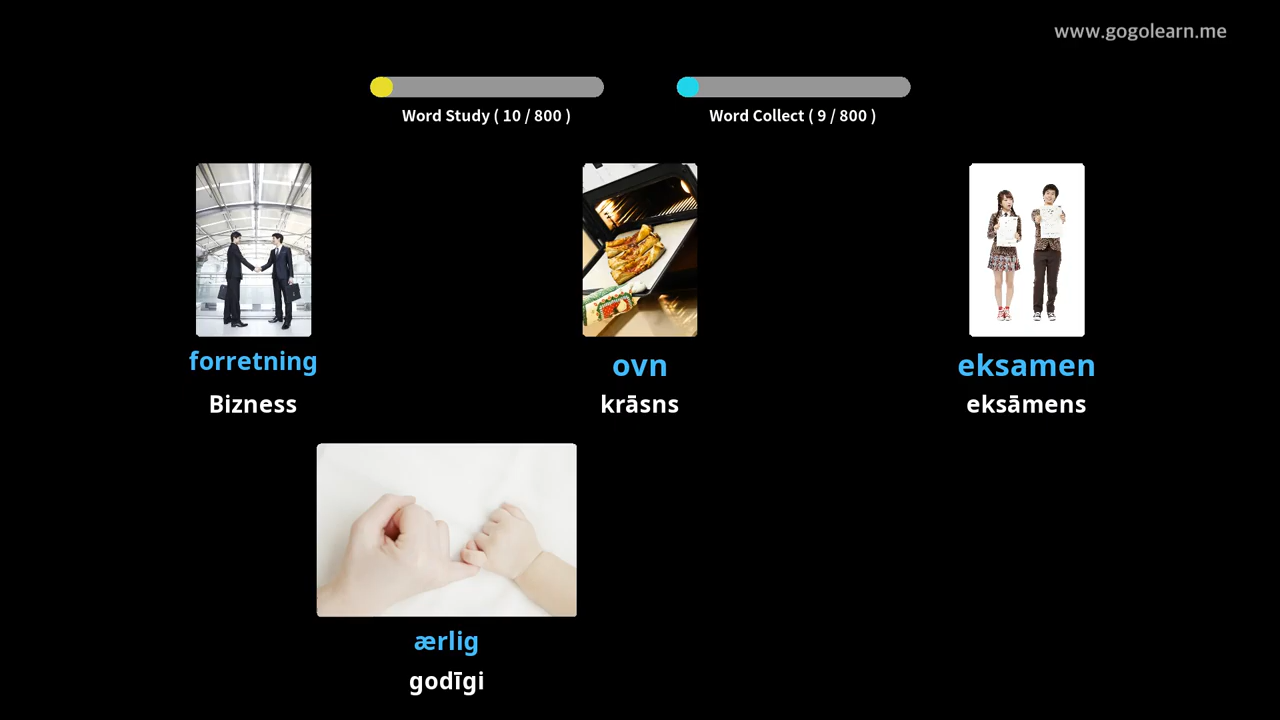 www.gogolearn.me
Word Study ( 10 / 800 )
Word Collect ( 9 / 800 )
forretning
Bizness
ovn
krāsns
eksamen
eksāmens
ærlig
godīgi